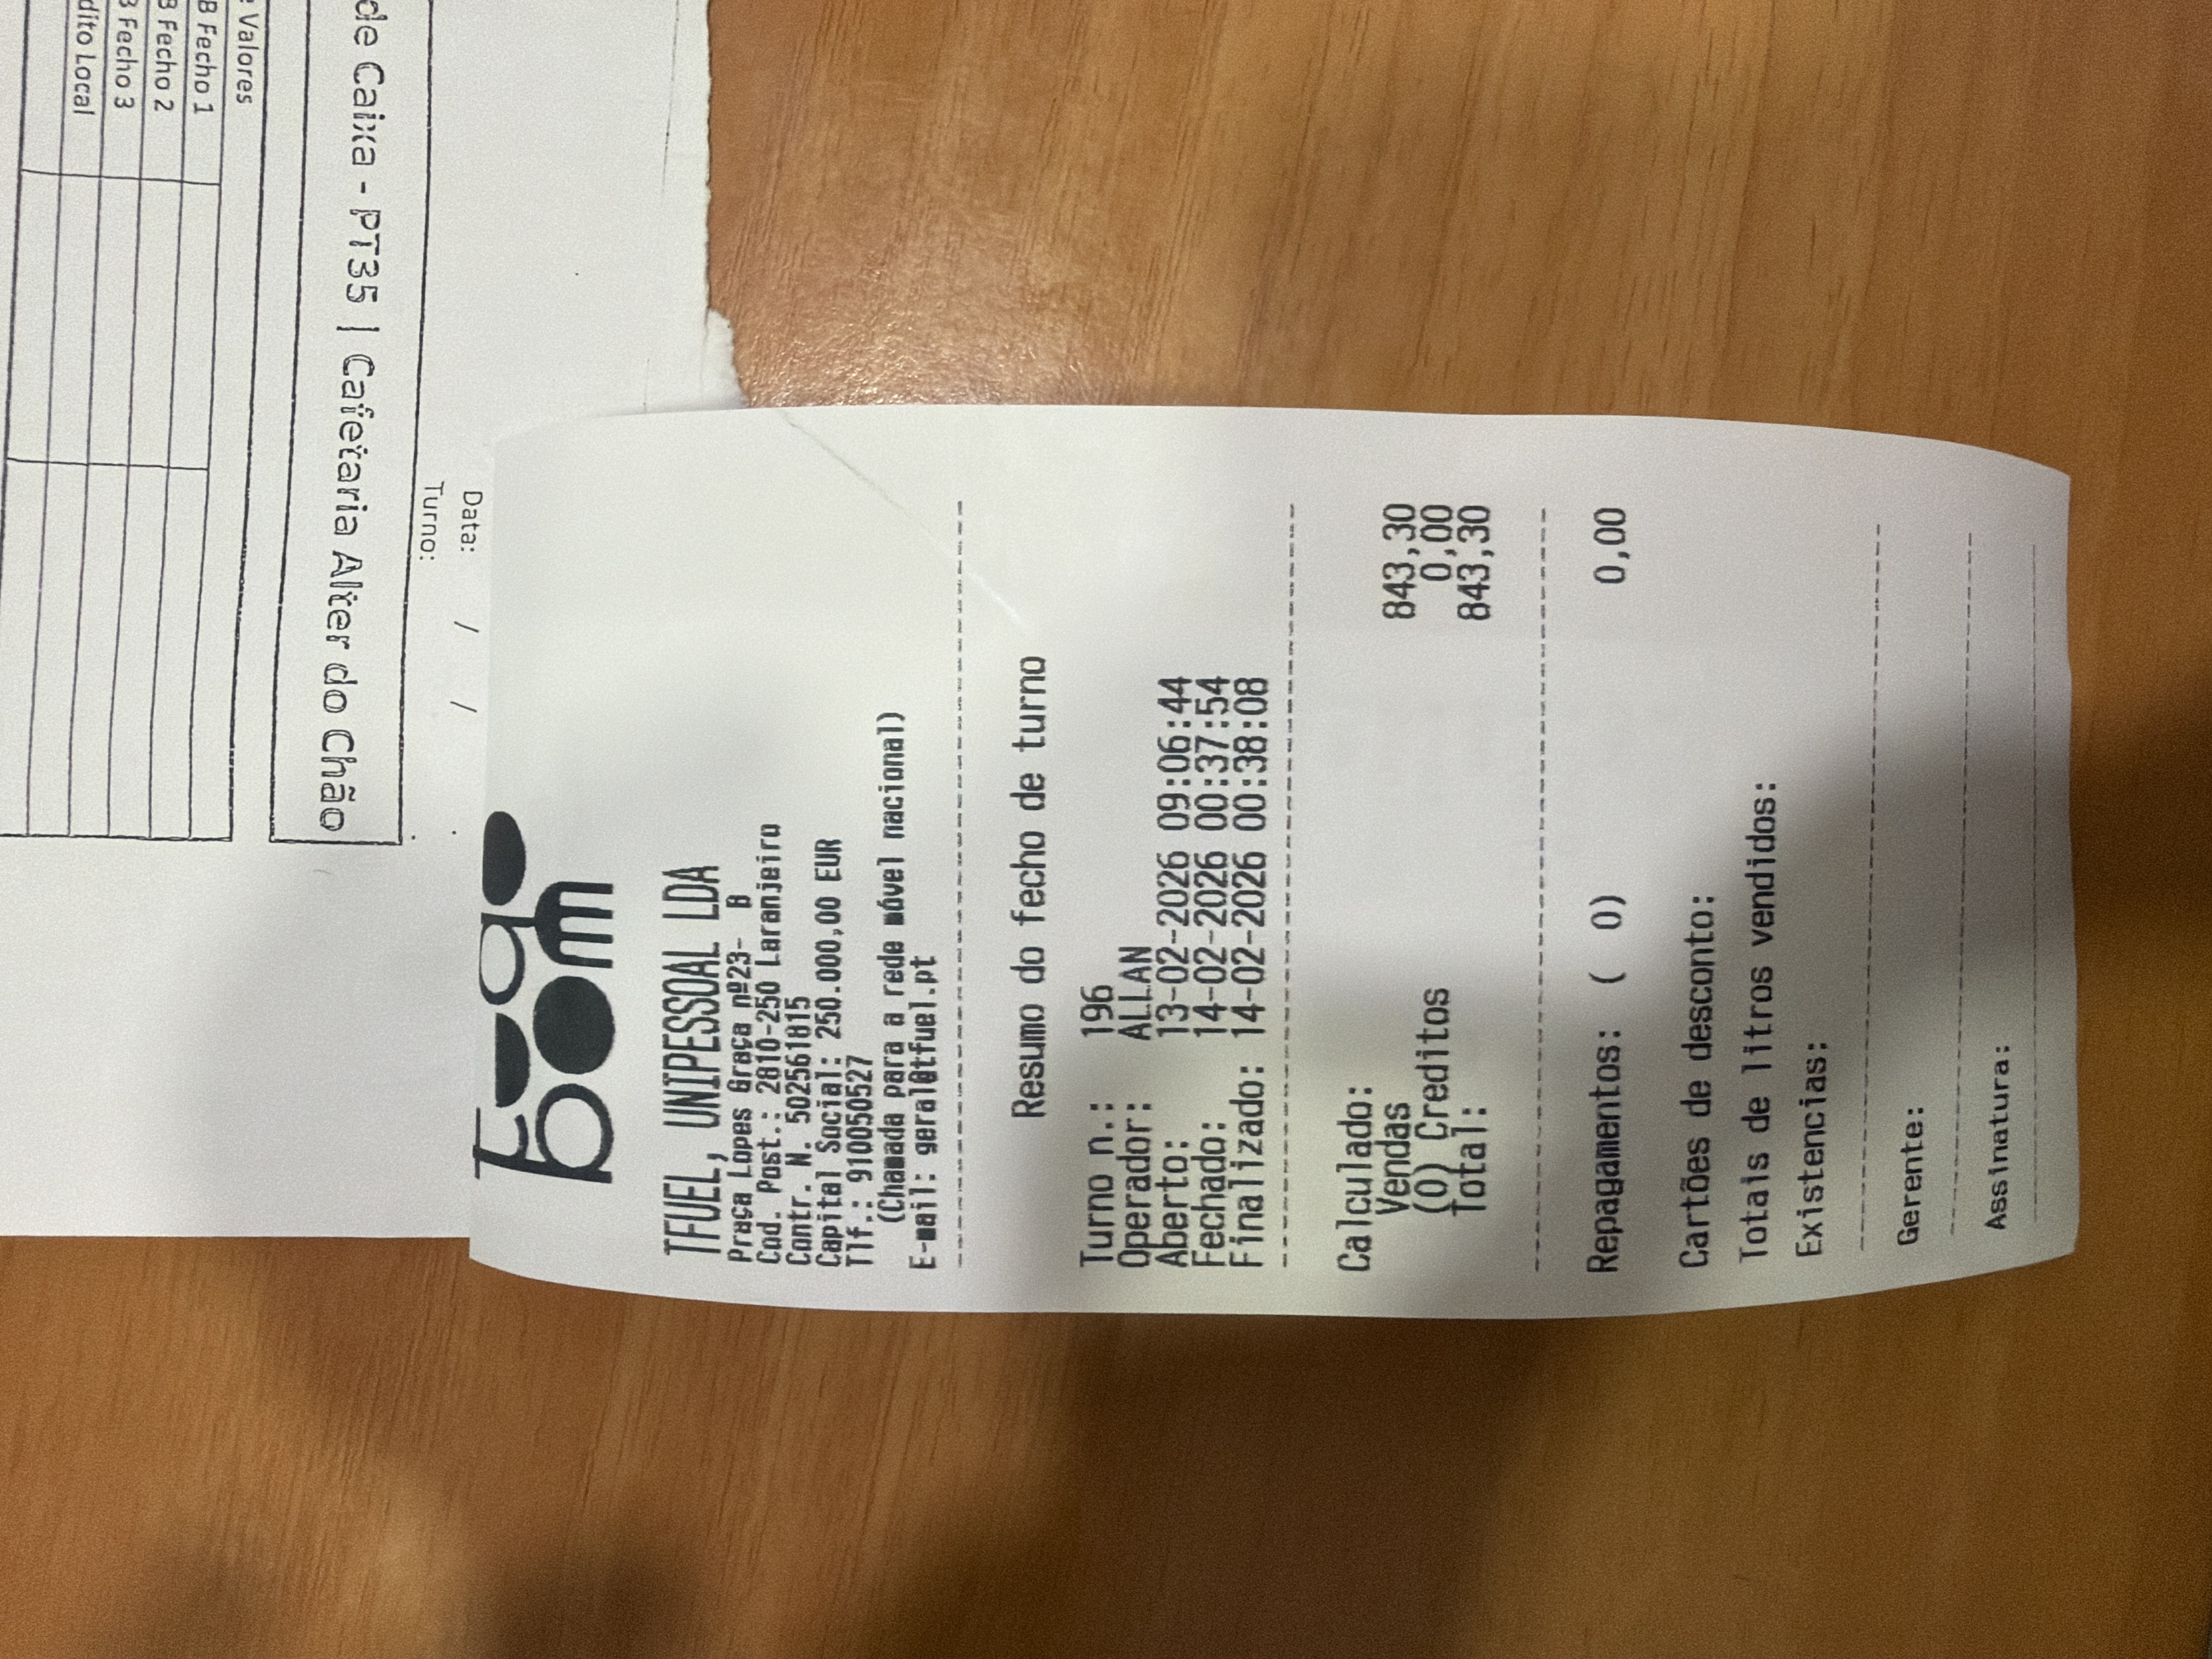 fogo
bom
TFUEL, UNIPESSOAL LDA
Praça Lopes Graça nº23- B
Cod. Post.: 2810-250 Laranjeiro
Contr. N. 502561815
Capital Social: 250.000,00 EUR
Tlf.: 910050527
(Chamada para a rede móvel nacional)
E-mail: geral@tfuel.pt
Resumo do fecho de turno
Turno n.: 196
Operador: ALLAN
Aberto: 13-02-2026 09:06:44
Fechado: 14-02-2026 00:37:54
Finalizado: 14-02-2026 00:38:08
Calculado:
Vendas 843,30
(0) Creditos 0,00
Total: 843,30
Repagamentos: ( 0) 0,00
Cartões de desconto:
Totais de litros vendidos:
Existencias:
Gerente:
Assinatura:
Data: / /
Turno:
de Caixa - PT35 | Cafetaria Alter do Chão
Valores
B Fecho 1
B Fecho 2
B Fecho 3
dito Local